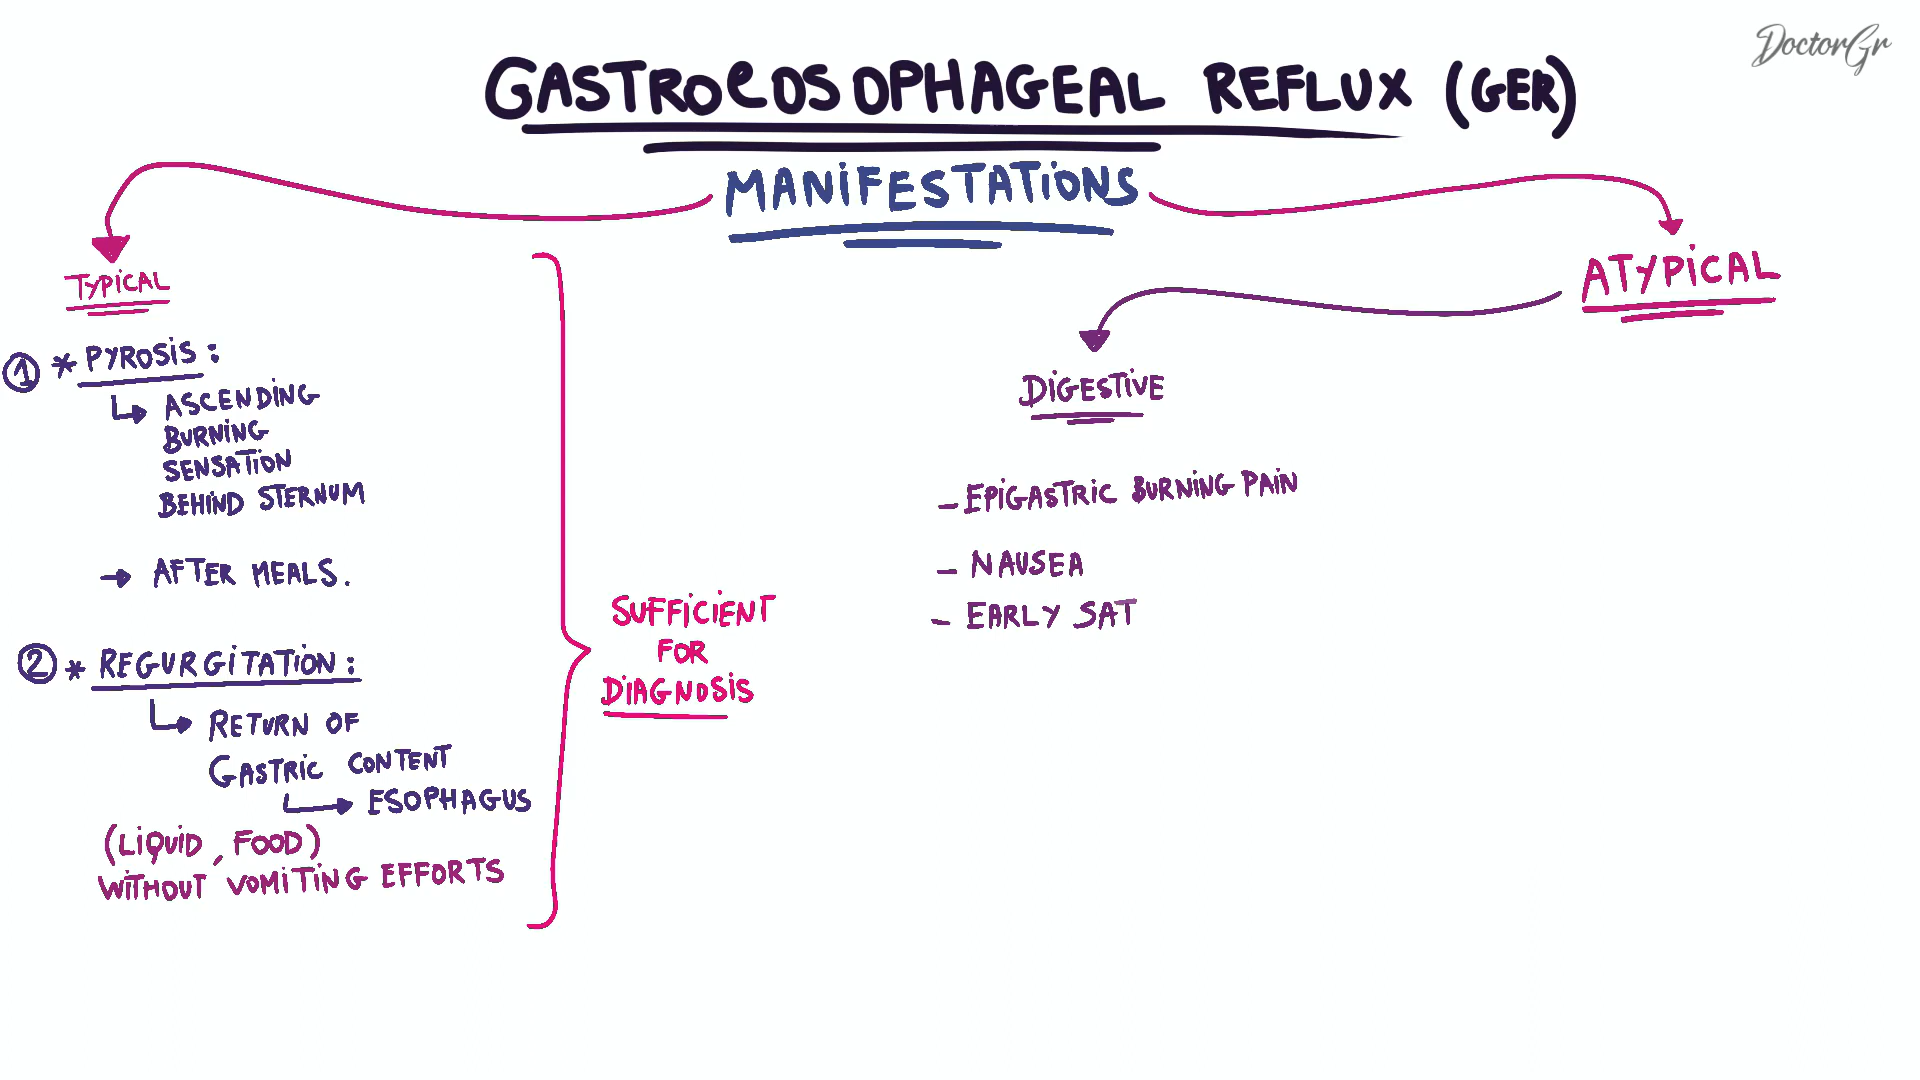 DoctorGr
GASTROEOSOPHAGEAL REFLUX (GER)
MANIFESTATIONS
TYPICAL
① * PYROSIS :
ASCENDING
BURNING
SENSATION
BEHIND STERNUM
→ AFTER MEALS.
② * REGURGITATION :
RETURN OF
GASTRIC CONTENT
ESOPHAGUS
(LIQUID, FOOD)
WITHOUT VOMITING EFFORTS
SUFFICIENT
FOR
DIAGNOSIS
ATYPICAL
DIGESTIVE
- EPIGASTRIC BURNING PAIN
- NAUSEA
- EARLY SAT